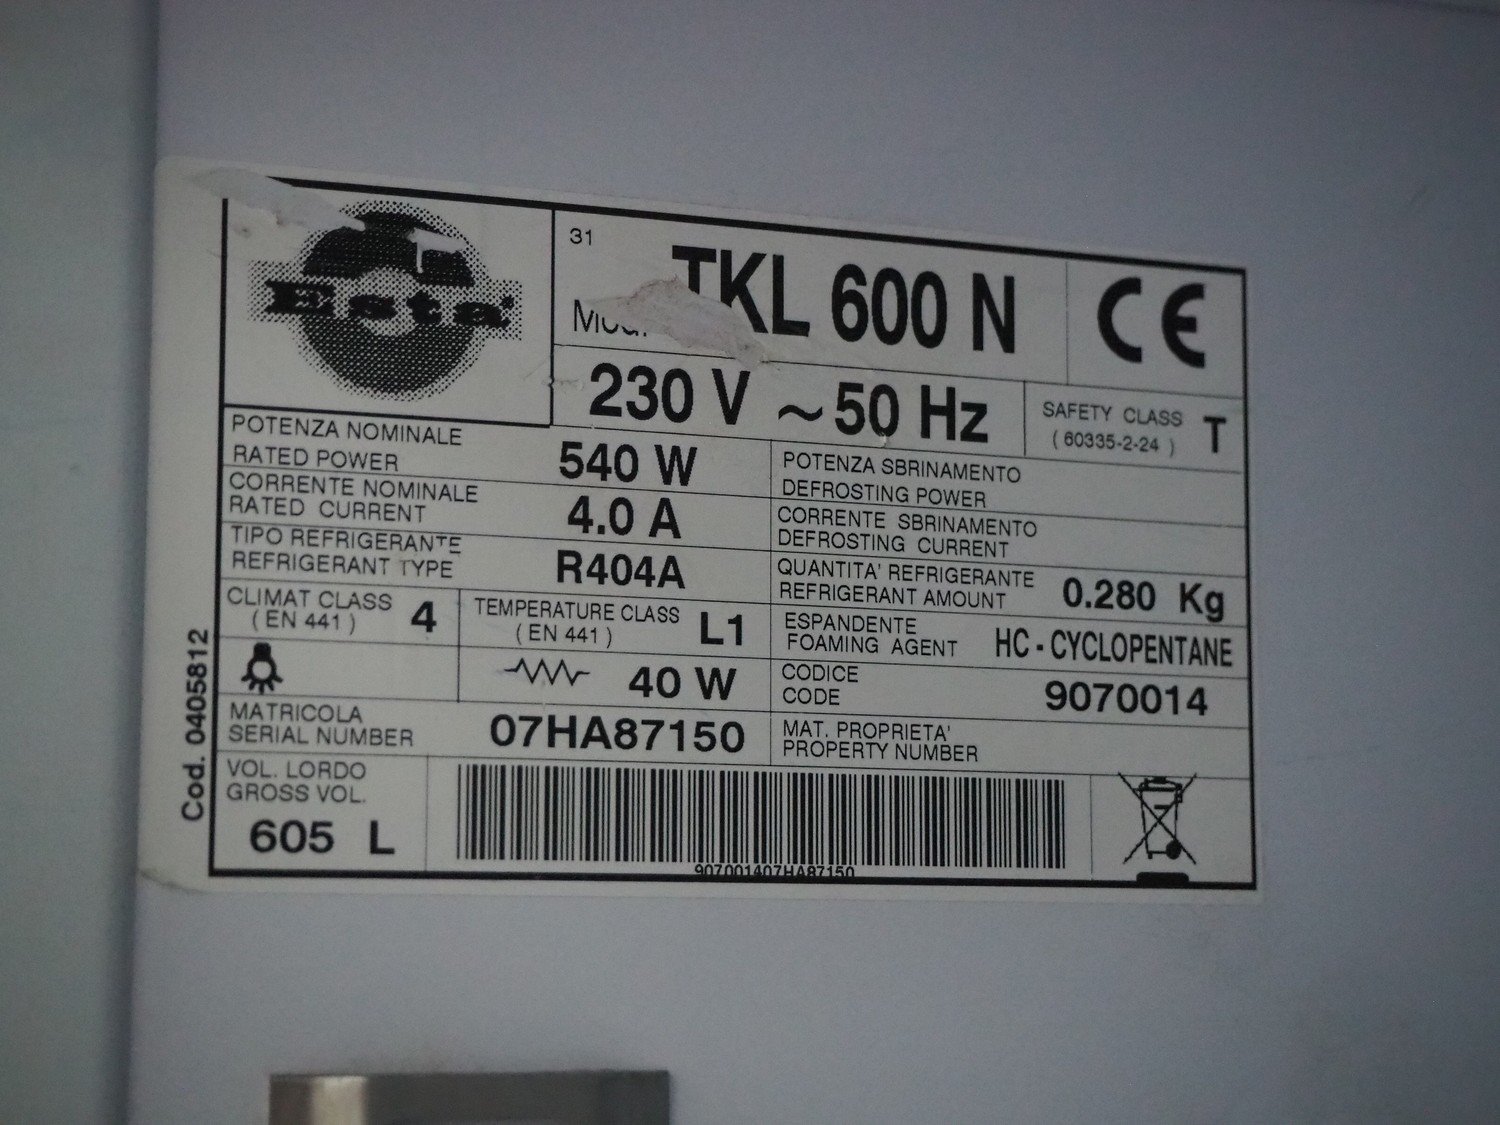 Esta
31
TKL 600 N
Mod.
CE
230 V ~ 50 Hz
SAFETY CLASS
( 60335-2-24 )
T
POTENZA NOMINALE
RATED POWER
540 W
POTENZA SBRINAMENTO
DEFROSTING POWER
CORRENTE NOMINALE
RATED CURRENT
4.0 A
CORRENTE SBRINAMENTO
DEFROSTING CURRENT
TIPO REFRIGERANTE
REFRIGERANT TYPE
R404A
QUANTITA' REFRIGERANTE
REFRIGERANT AMOUNT
0.280 Kg
CLIMAT CLASS
( EN 441 )
4
TEMPERATURE CLASS
( EN 441 )
L1
ESPANDENTE
FOAMING AGENT
HC - CYCLOPENTANE
40 W
CODICE
CODE
9070014
MATRICOLA
SERIAL NUMBER
07HA87150
MAT. PROPRIETA'
PROPERTY NUMBER
VOL. LORDO
GROSS VOL.
605 L
907001407HA87150
Cod. 0405812